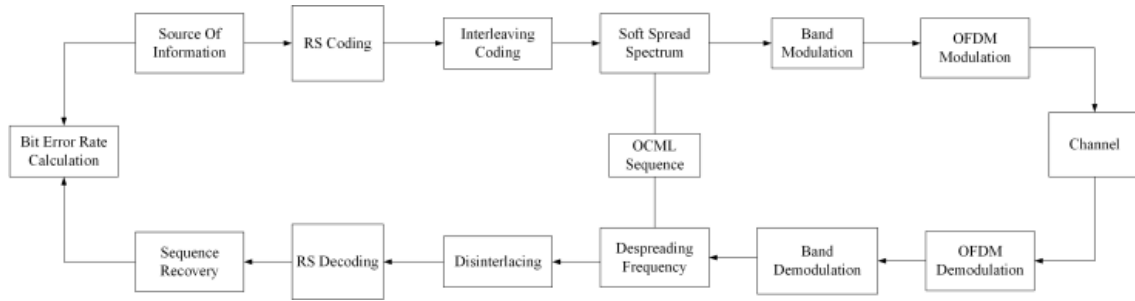 Source Of
Information
RS Coding
Interleaving
Coding
Soft Spread
Spectrum
Band
Modulation
OFDM
Modulation
Bit Error Rate
Calculation
OCML
Sequence
Channel
Sequence
Recovery
RS Decoding
Disinterlacing
Despreading
Frequency
Band
Demodulation
OFDM
Demodulation